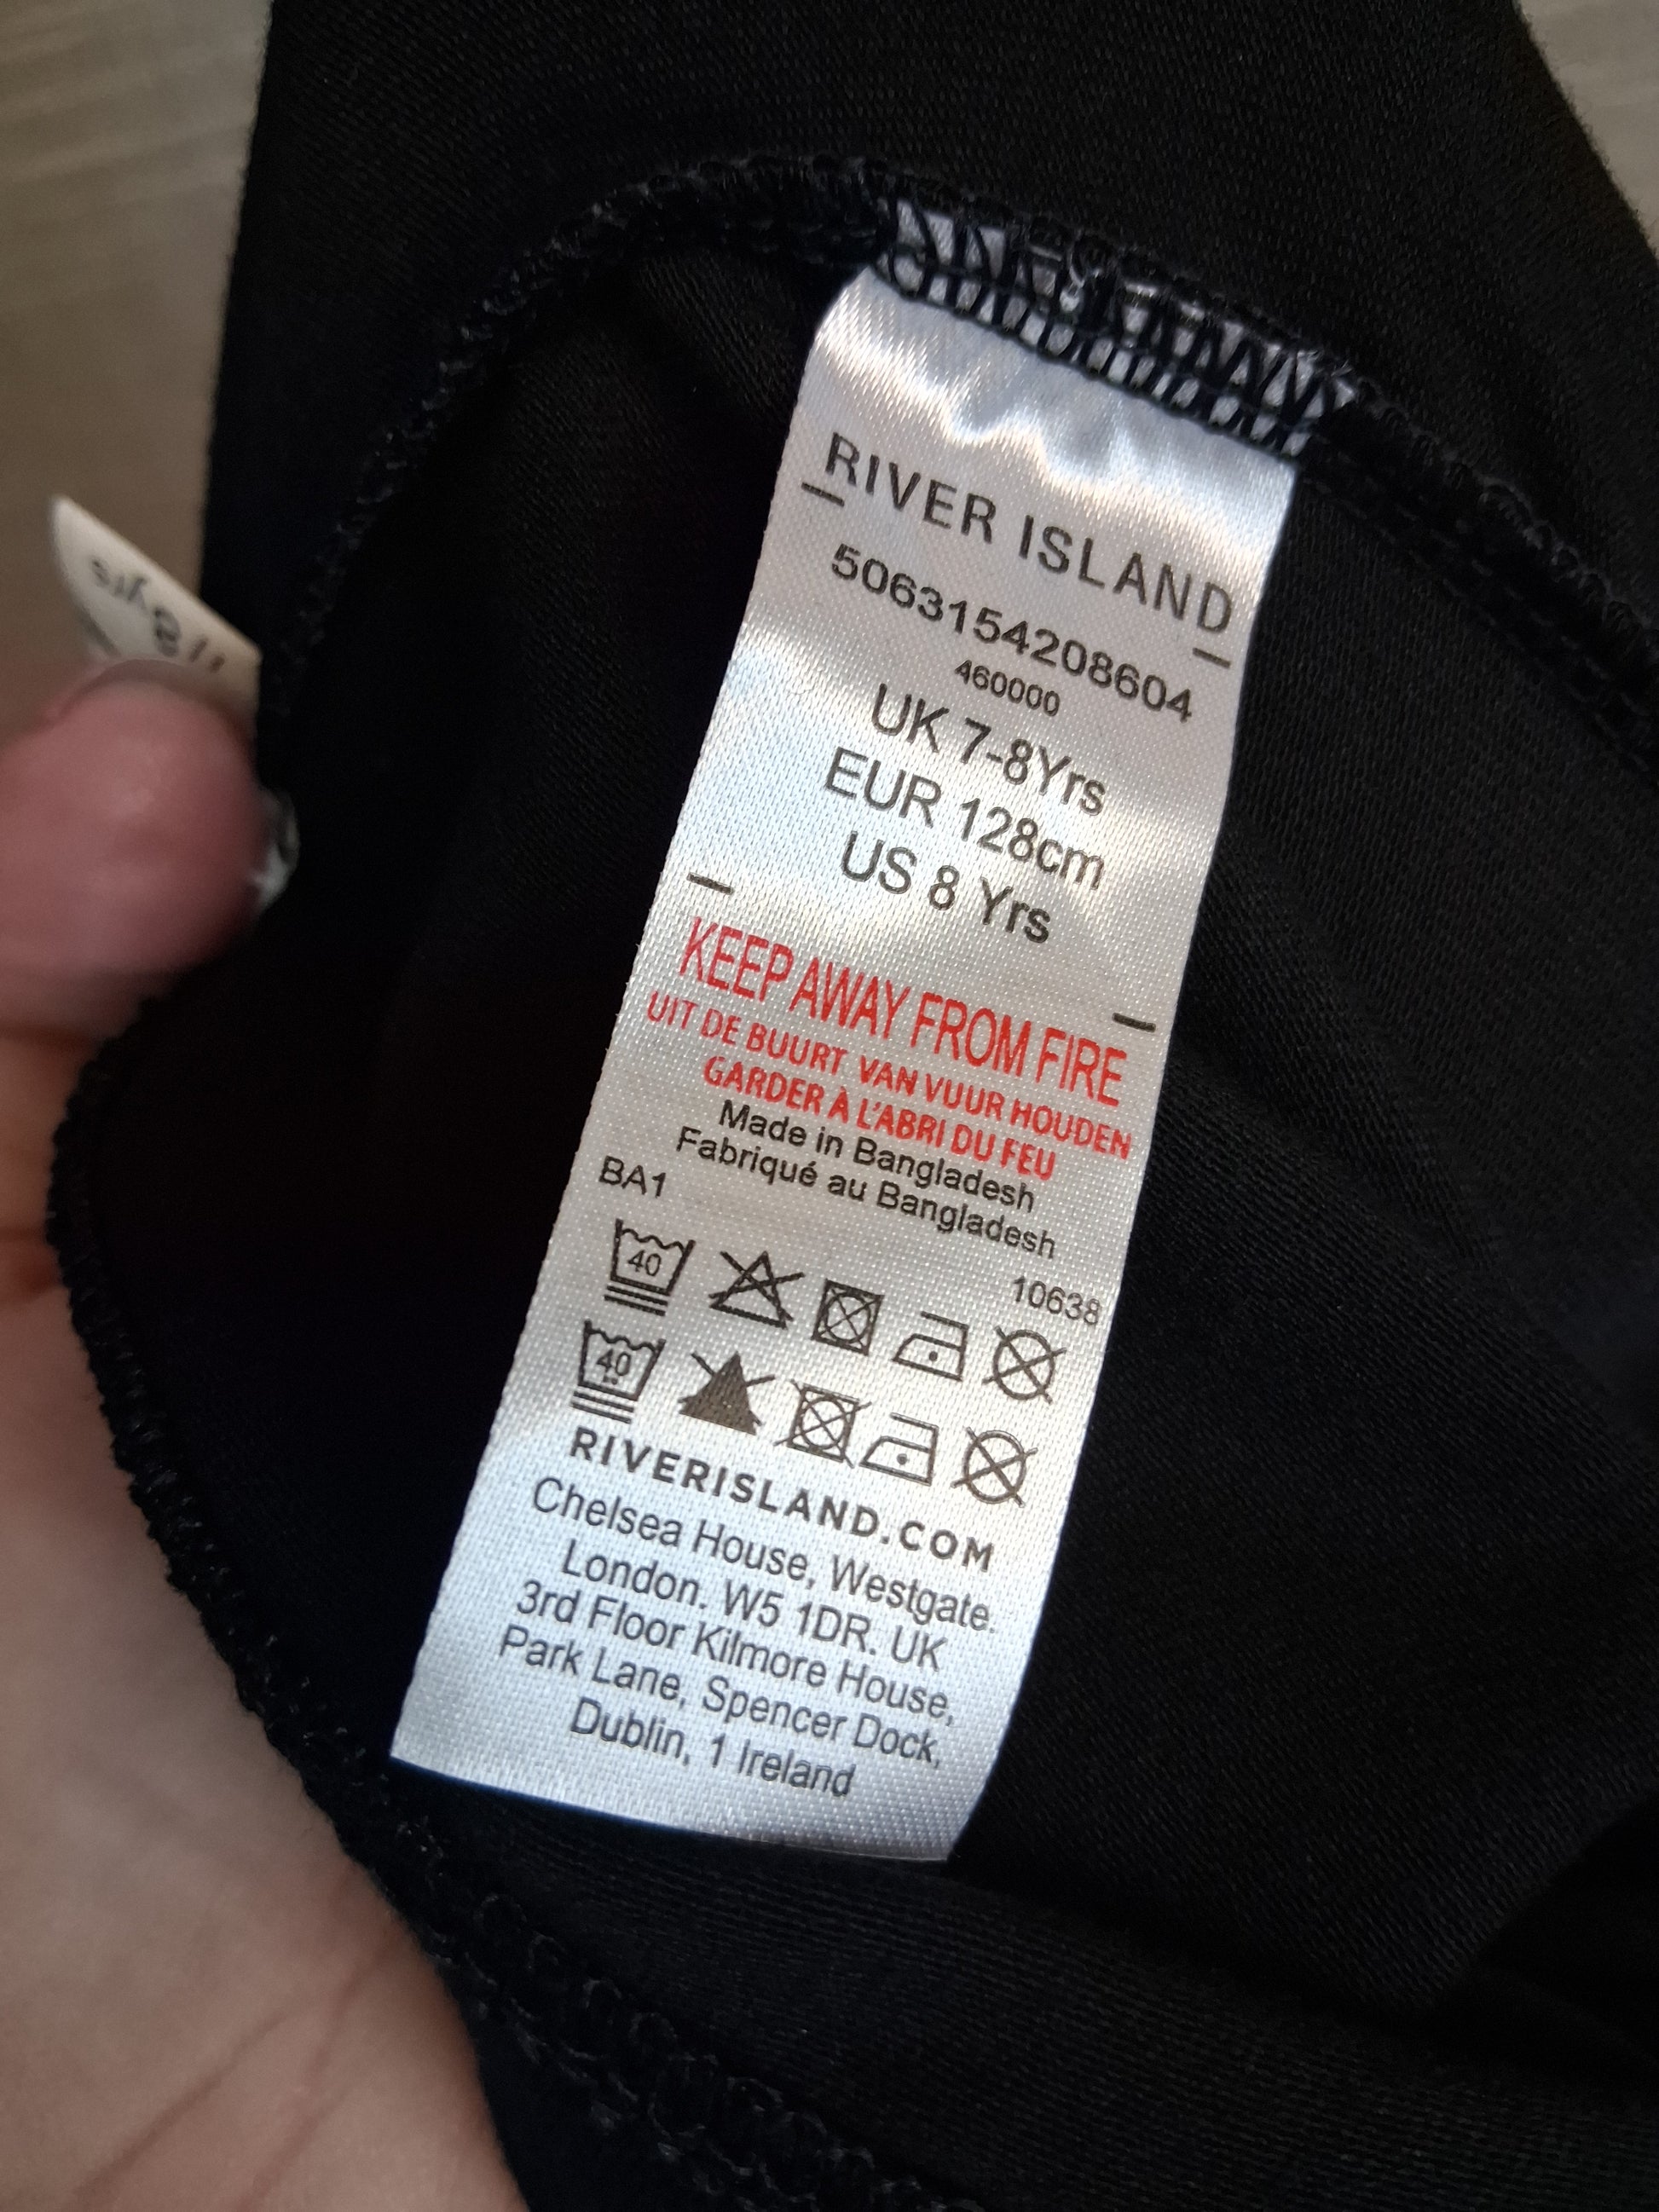 RIVER ISLAND
5063154208604
460000
UK 7-8Yrs
EUR 128cm
US 8 Yrs
KEEP AWAY FROM FIRE
UIT DE BUURT VAN VUUR HOUDEN
GARDER À L'ABRI DU FEU
Made in Bangladesh
Fabriqué au Bangladesh
BA1
10638
40
40
RIVERISLAND.COM
Chelsea House, Westgate.
London. W5 1DR. UK
3rd Floor Kilmore House,
Park Lane, Spencer Dock,
Dublin, 1 Ireland